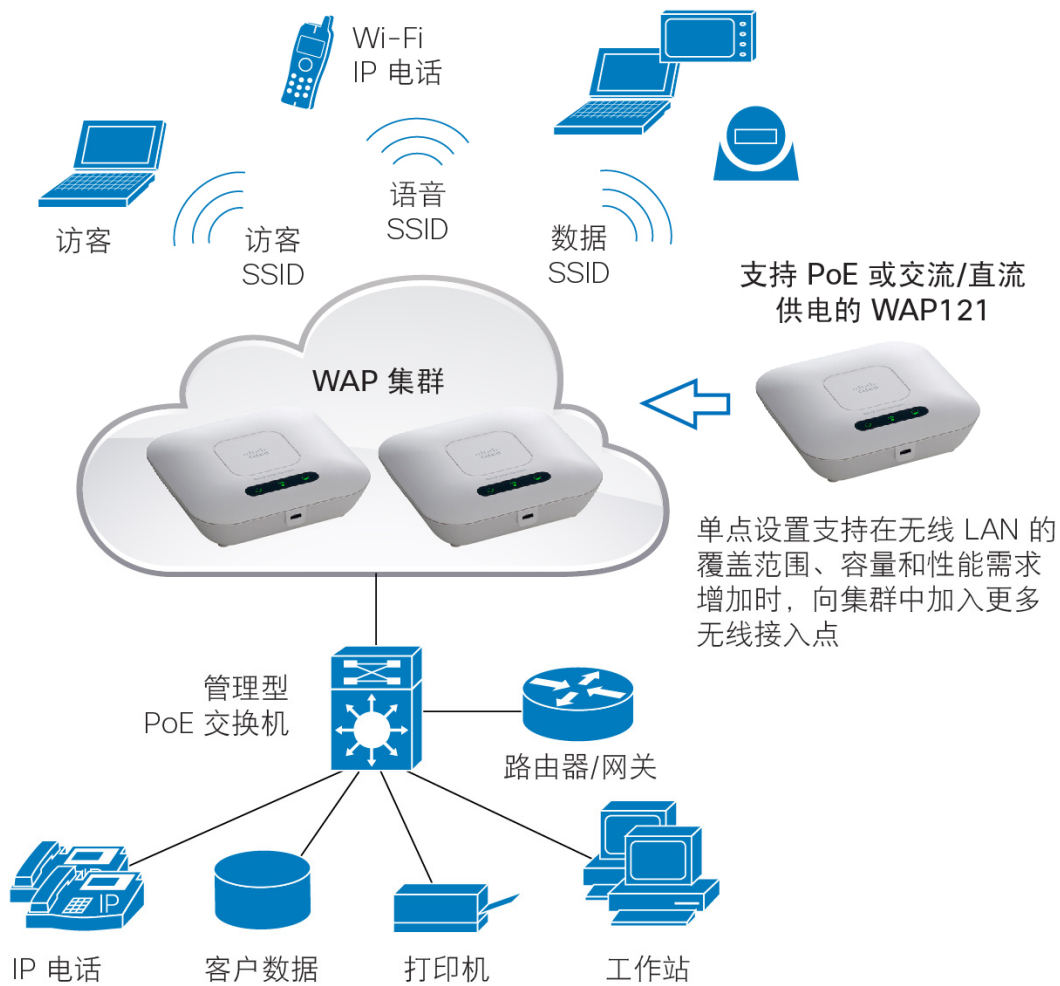 Wi-Fi
IP 电话
访客
访客
SSID
语音
SSID
数据
SSID
支持 PoE 或交流/直流
供电的 WAP121
WAP 集群
单点设置支持在无线 LAN 的
覆盖范围、容量和性能需求
增加时，向集群中加入更多
无线接入点
管理型
PoE 交换机
路由器/网关
IP
IP 电话
客户数据
打印机
工作站